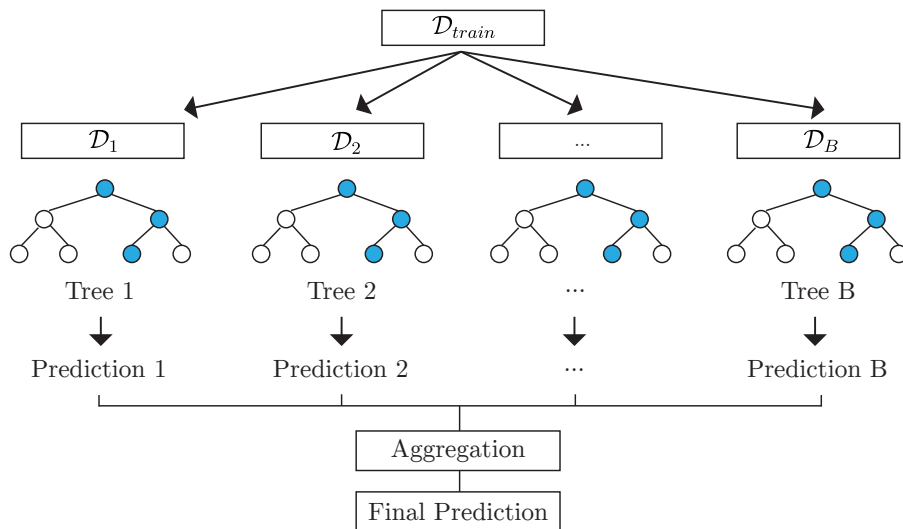 𝒟_train
𝒟_1 𝒟_2 ... 𝒟_B
Tree 1 Tree 2 ... Tree B
Prediction 1 Prediction 2 ... Prediction B
Aggregation
Final Prediction